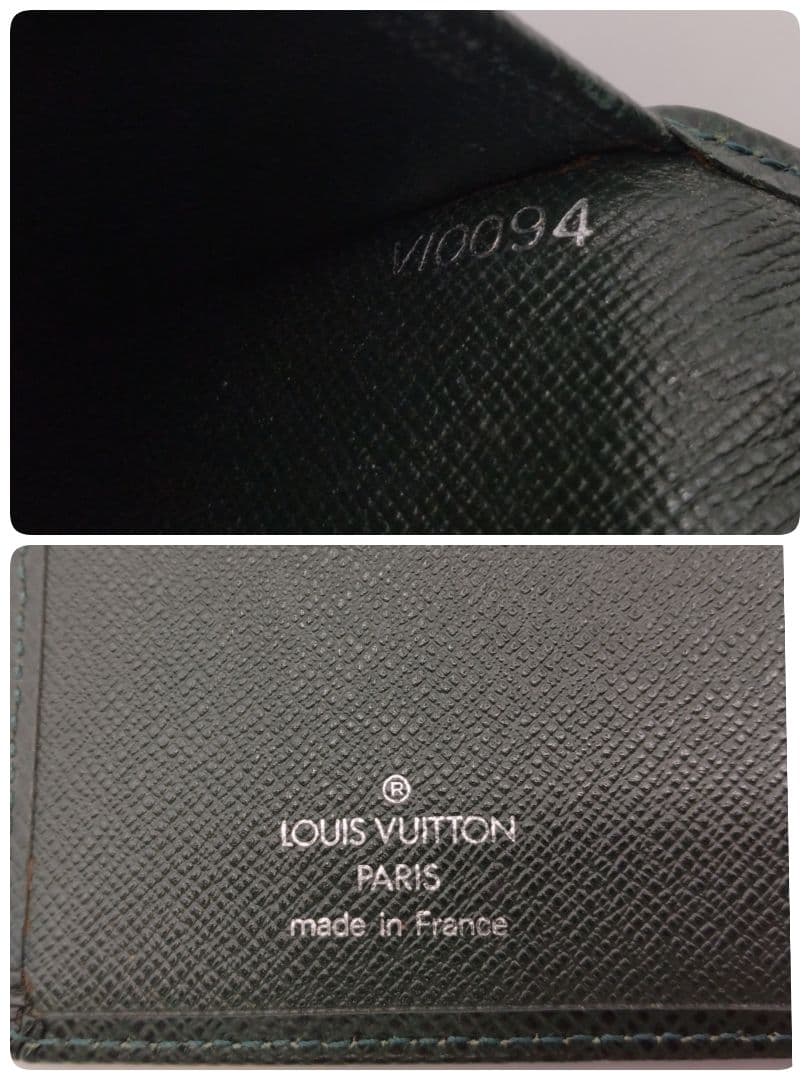 VI0094
®
LOUIS VUITTON
PARIS
made in France